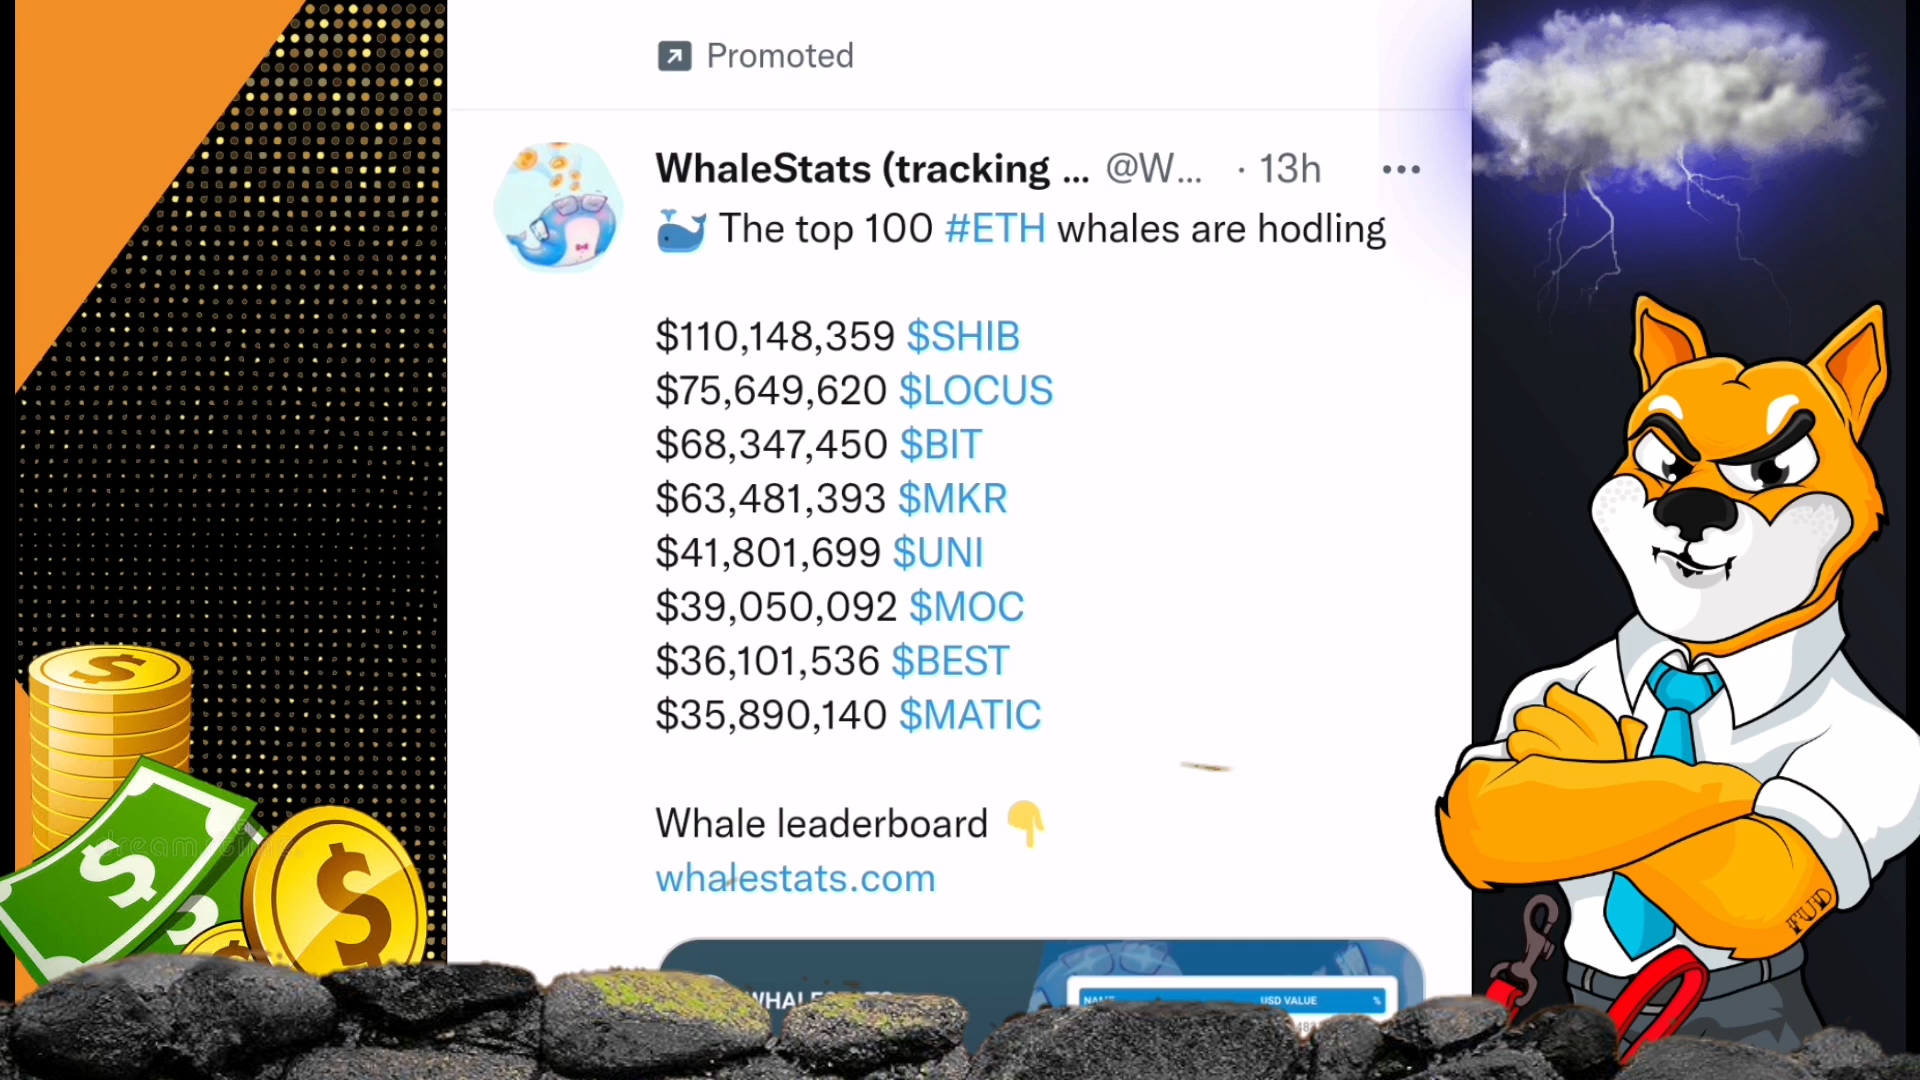 Promoted
WhaleStats (tracking ... @W... · 13h
🐳 The top 100 #ETH whales are hodling
$110,148,359 $SHIB
$75,649,620 $LOCUS
$68,347,450 $BIT
$63,481,393 $MKR
$41,801,699 $UNI
$39,050,092 $MOC
$36,101,536 $BEST
$35,890,140 $MATIC
Whale leaderboard 👇
whalestats.com
NAME USD VALUE %
FUD